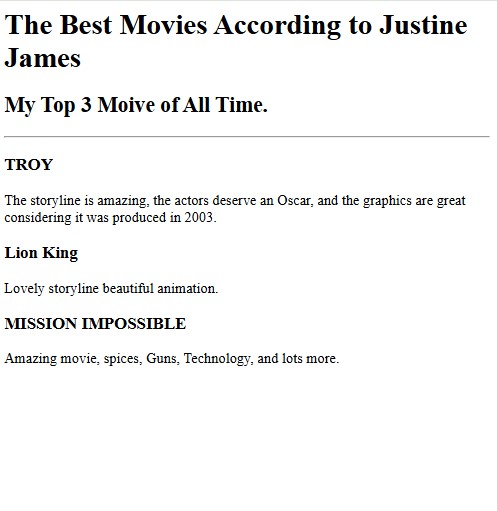 The Best Movies According to Justine
James
My Top 3 Moive of All Time.
TROY
The storyline is amazing, the actors deserve an Oscar, and the graphics are great
considering it was produced in 2003.
Lion King
Lovely storyline beautiful animation.
MISSION IMPOSSIBLE
Amazing movie, spices, Guns, Technology, and lots more.